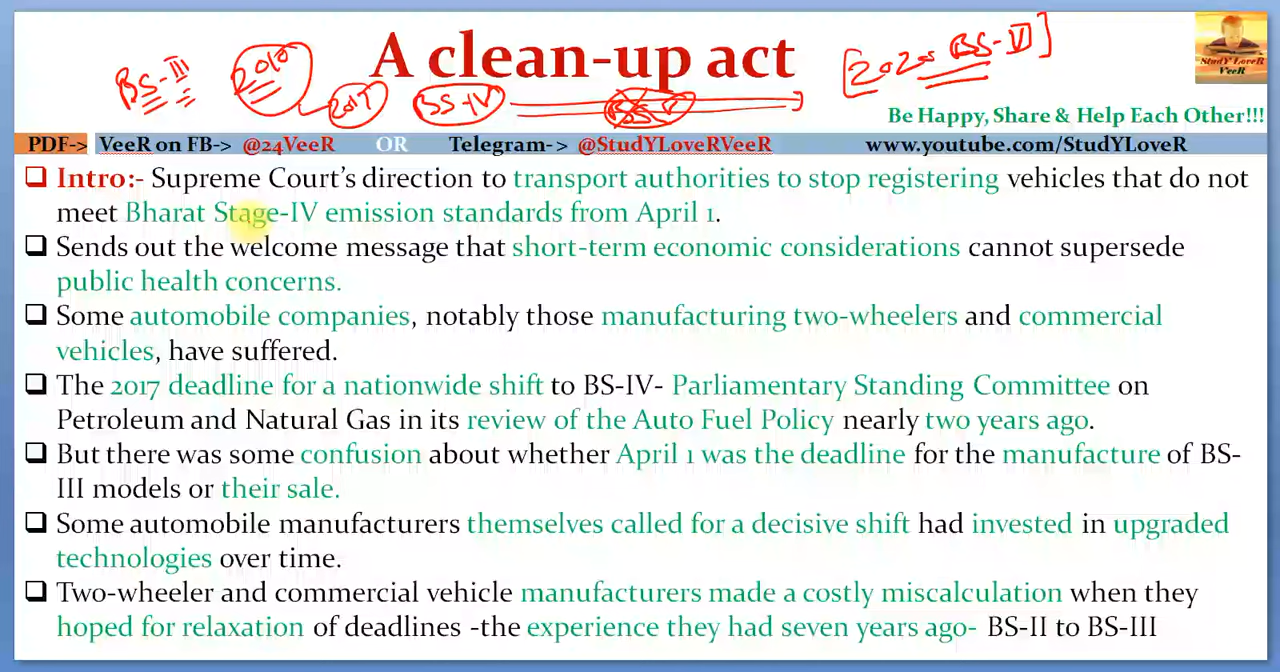 A clean-up act
BS-III
2010
2017
BS-IV
BS-V
[2020 BS-VI]
StudY LoveR
VeeR
Be Happy, Share & Help Each Other!!!
PDF-> VeeR on FB-> @24VeeR OR Telegram-> @StudYLoveRVeeR www.youtube.com/StudYLoveR
Intro:- Supreme Court's direction to transport authorities to stop registering vehicles that do not
meet Bharat Stage-IV emission standards from April 1.
Sends out the welcome message that short-term economic considerations cannot supersede
public health concerns.
Some automobile companies, notably those manufacturing two-wheelers and commercial
vehicles, have suffered.
The 2017 deadline for a nationwide shift to BS-IV- Parliamentary Standing Committee on
Petroleum and Natural Gas in its review of the Auto Fuel Policy nearly two years ago.
But there was some confusion about whether April 1 was the deadline for the manufacture of BS-
III models or their sale.
Some automobile manufacturers themselves called for a decisive shift had invested in upgraded
technologies over time.
Two-wheeler and commercial vehicle manufacturers made a costly miscalculation when they
hoped for relaxation of deadlines -the experience they had seven years ago- BS-II to BS-III